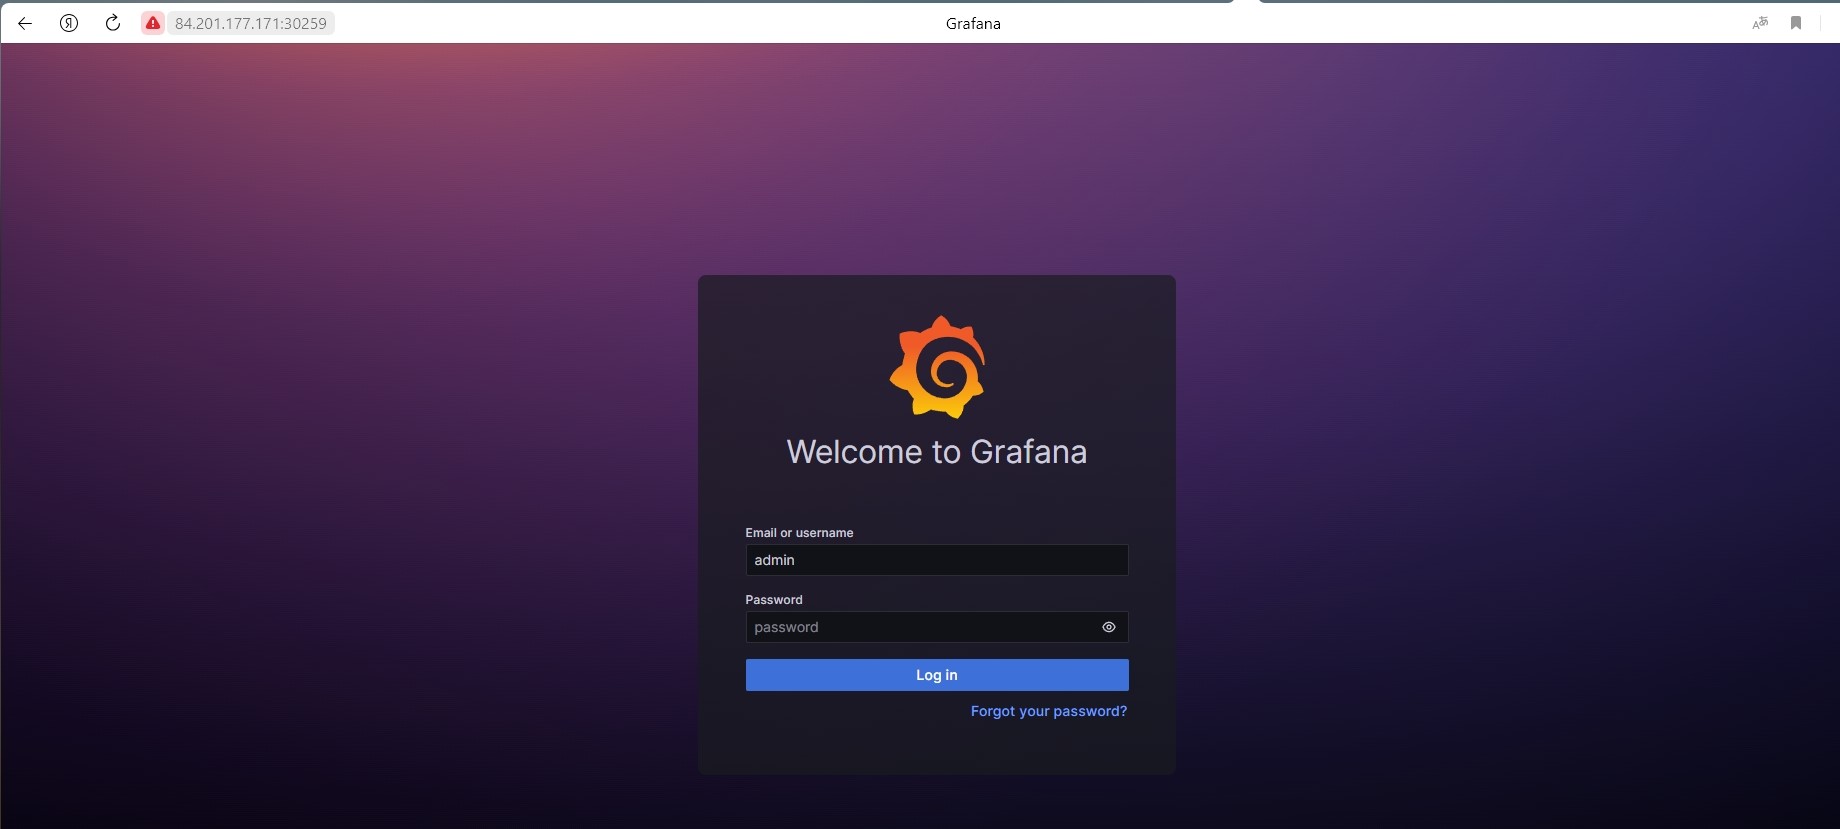 84.201.177.171:30259
Grafana
Welcome to Grafana
Email or username
admin
Password
password
Log in
Forgot your password?